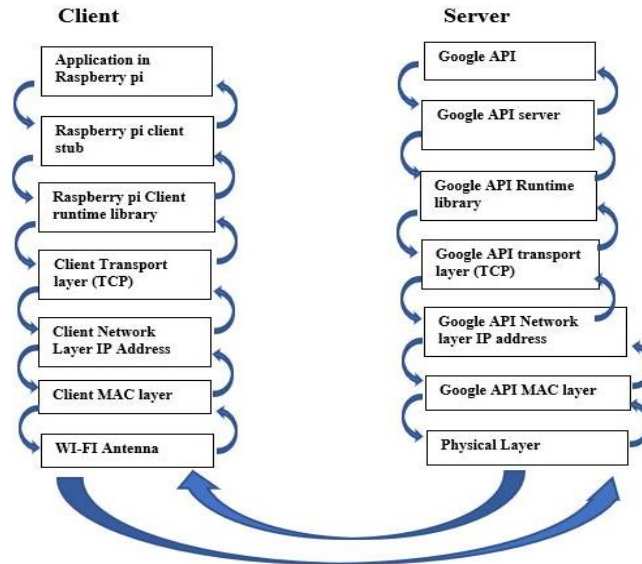 Client
Application in
Raspberry pi
Raspberry pi client
stub
Raspberry pi Client
runtime library
Client Transport
layer (TCP)
Client Network
Layer IP Address
Client MAC layer
WI-FI Antenna
Server
Google API
Google API server
Google API Runtime
library
Google API transport
layer (TCP)
Google API Network
layer IP address
Google API MAC layer
Physical Layer